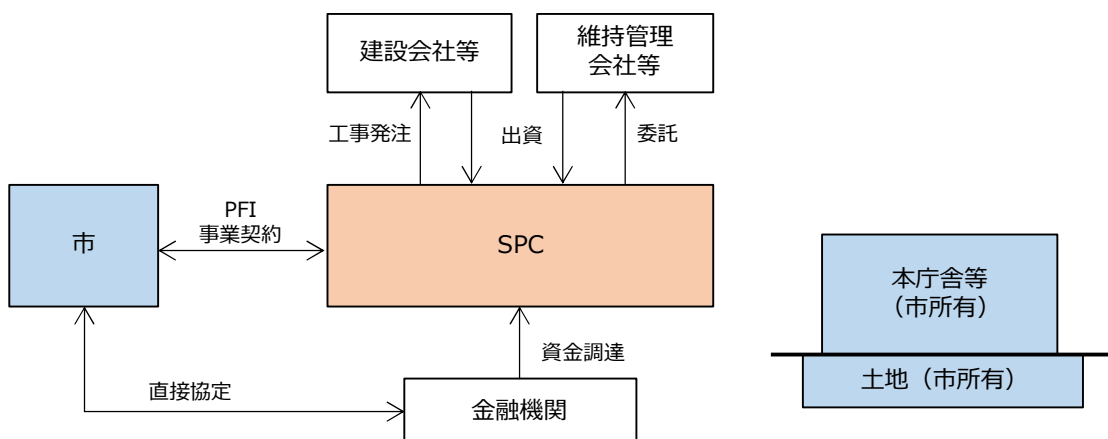 建設会社等
維持管理
会社等
工事発注
出資
委託
PFI
事業契約
市
SPC
本庁舎等
（市所有）
資金調達
土地（市所有）
直接協定
金融機関